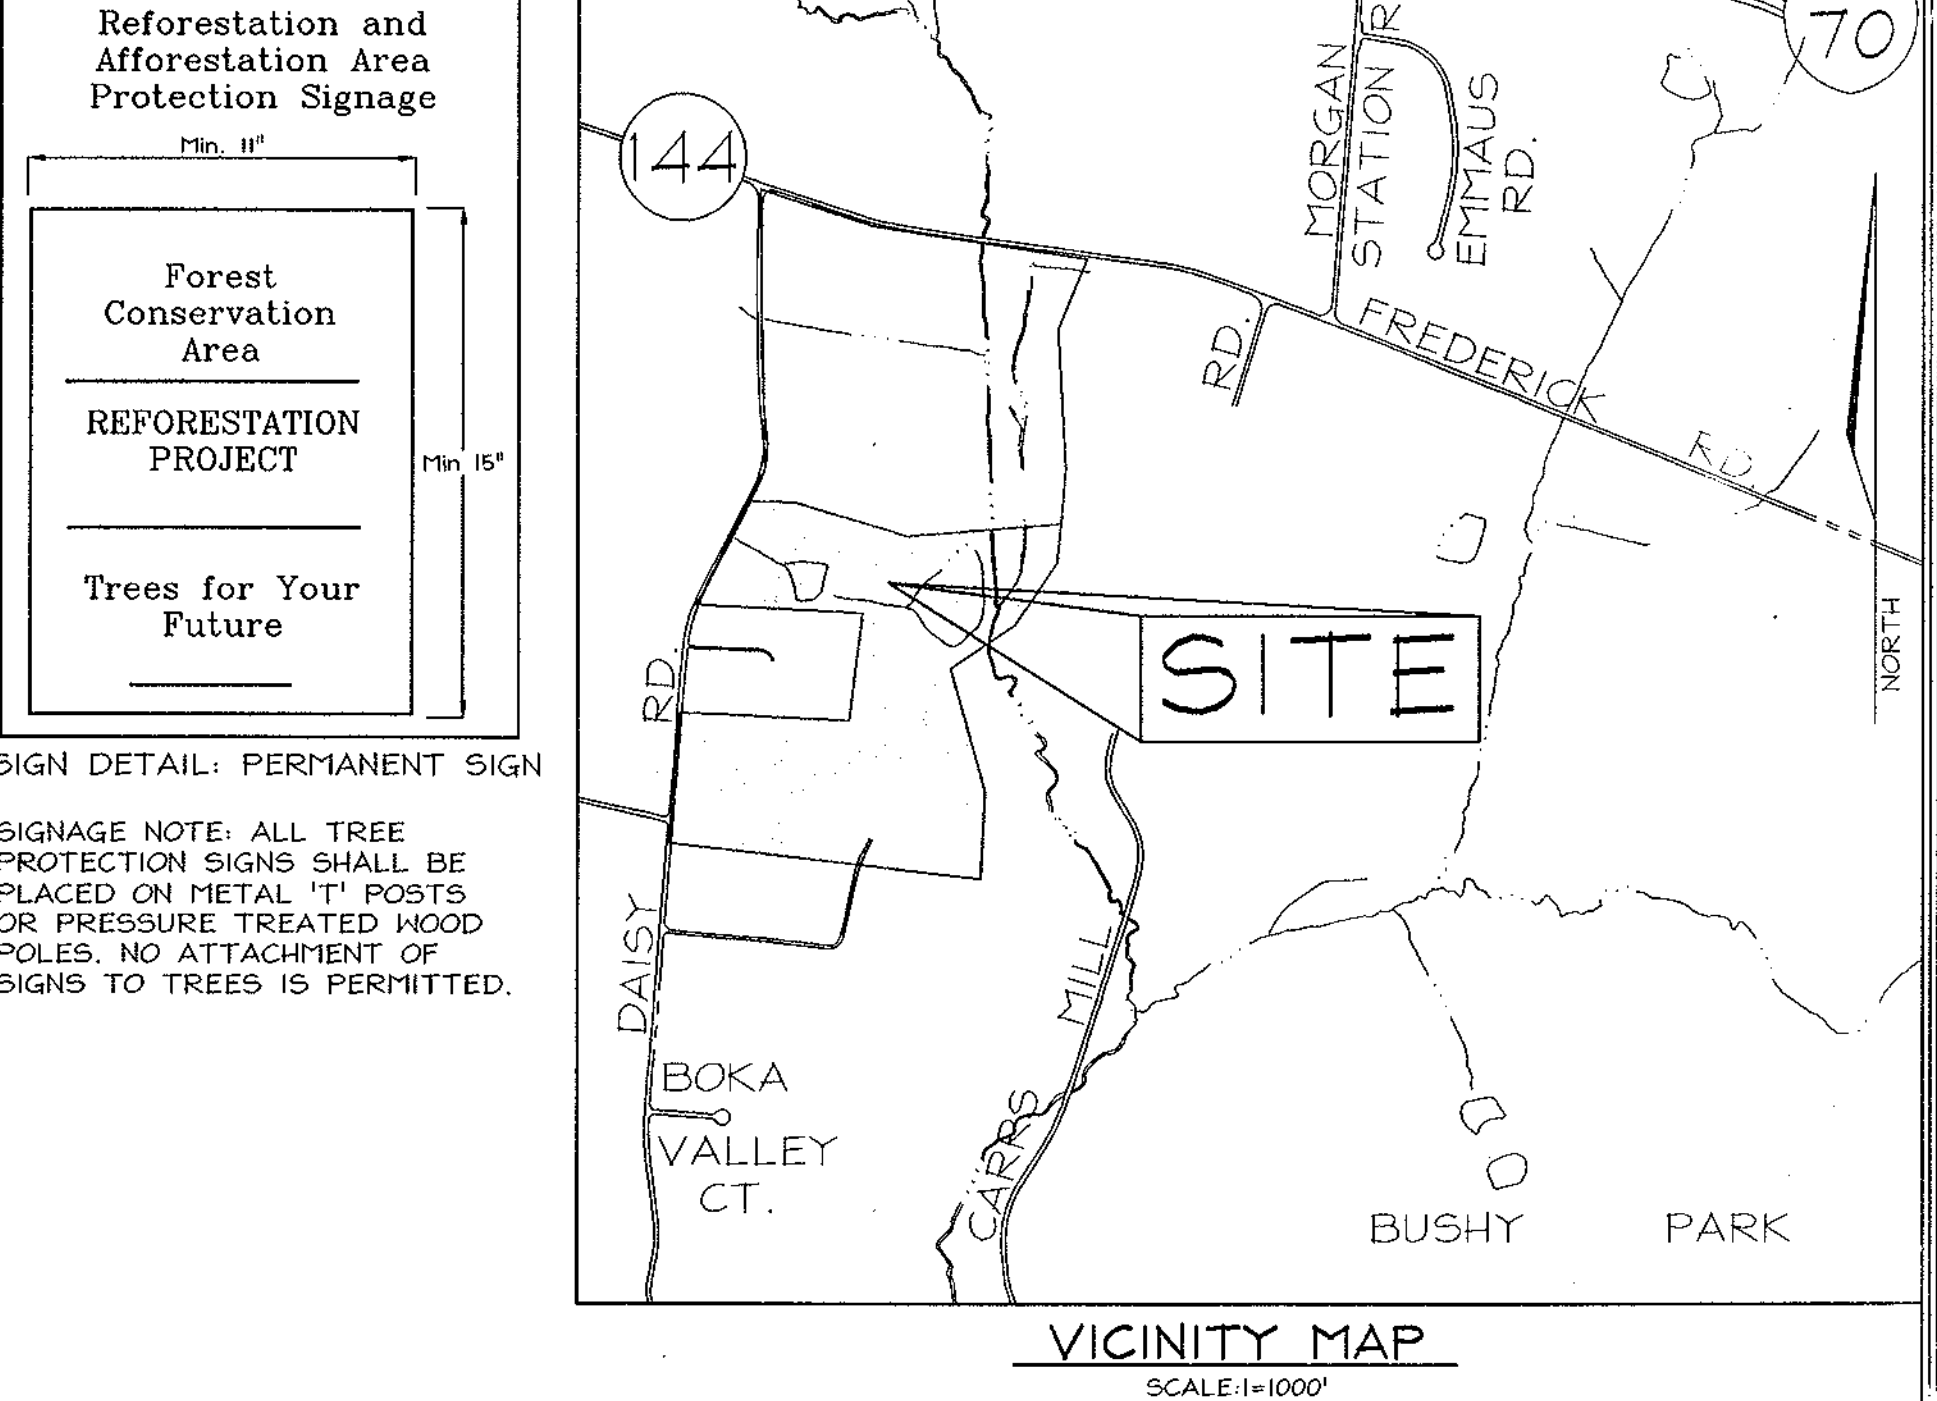 Reforestation and
Afforestation Area
Protection Signage
Min. 11"
Forest
Conservation
Area
REFORESTATION
PROJECT
Min 15"
Trees for Your
Future
SIGN DETAIL: PERMANENT SIGN
SIGNAGE NOTE: ALL TREE
PROTECTION SIGNS SHALL BE
PLACED ON METAL 'T' POSTS
OR PRESSURE TREATED WOOD
POLES. NO ATTACHMENT OF
SIGNS TO TREES IS PERMITTED.
70
144
MORGAN
STATION R
EMMAUS
RD.
FREDERICK
RD.
RD.
NORTH
SITE
DAISY
RD.
CARRS
MILL
BOKA
VALLEY
CT.
BUSHY PARK
VICINITY MAP
SCALE:1=1000'